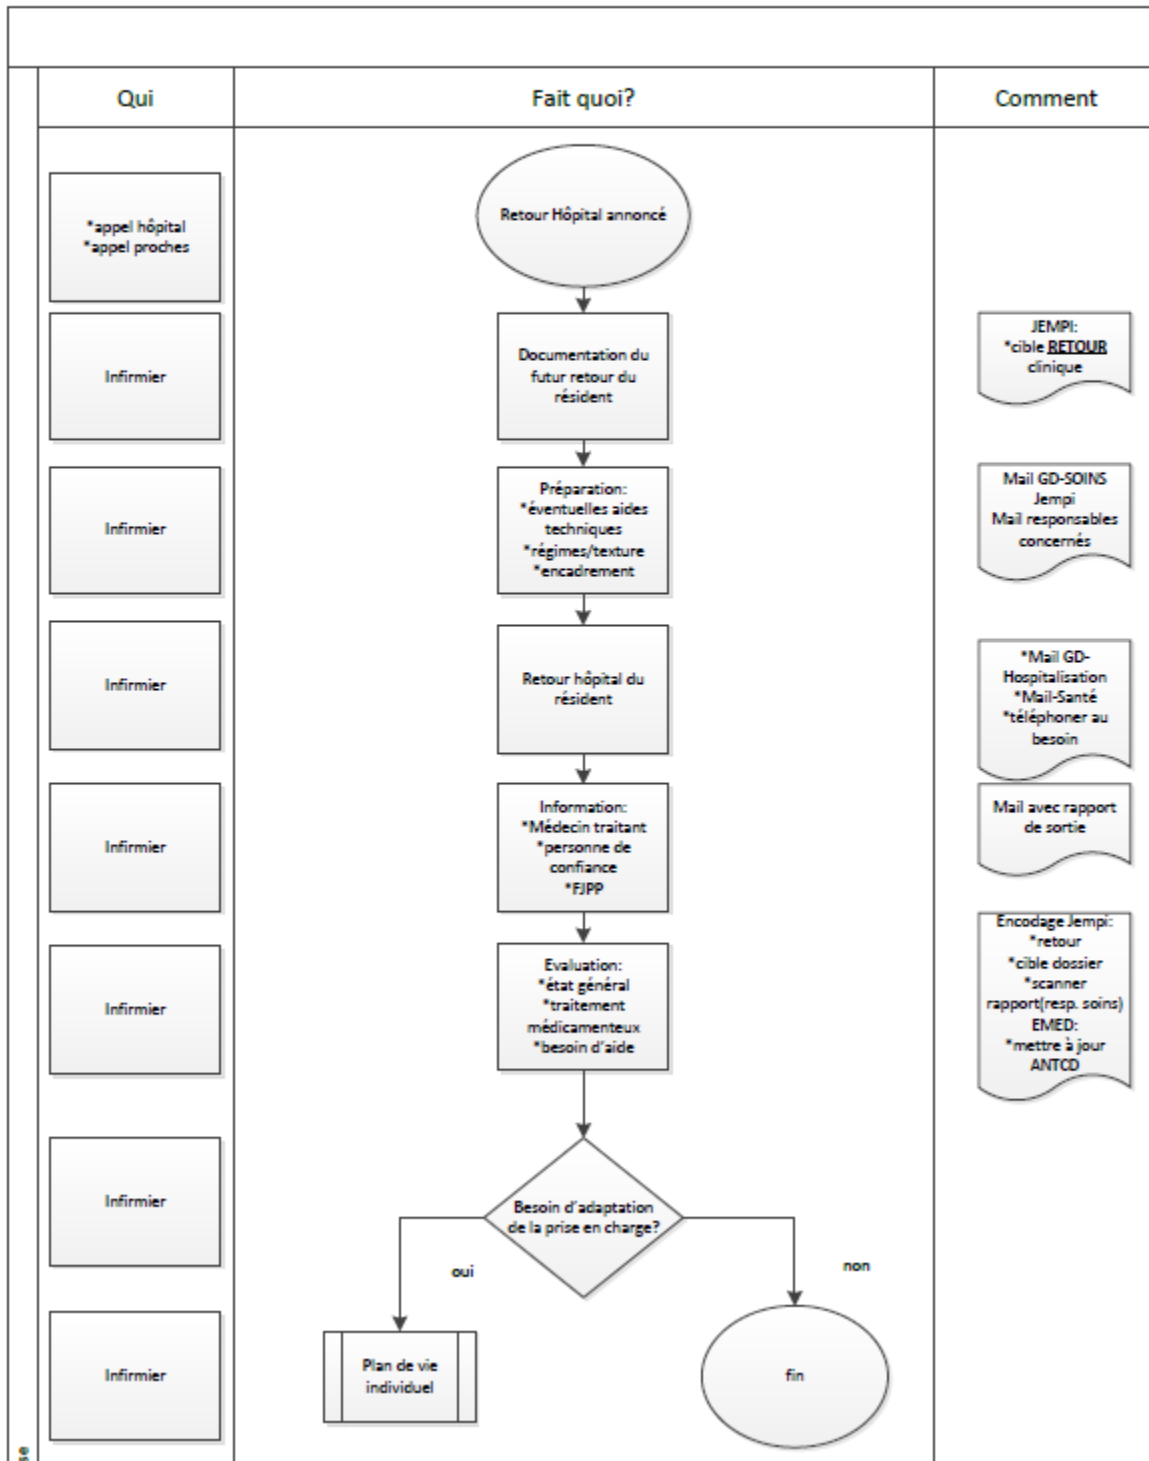 Qui
Fait quoi?
Comment
*appel hôpital
*appel proches
Retour Hôpital annoncé
Infirmier
Documentation du
futur retour du
résident
JEMPI:
*cible RETOUR
clinique
Infirmier
Préparation:
*éventuelles aides
techniques
*régimes/texture
*encadrement
Mail GD-SOINS
Jempi
Mail responsables
concernés
Infirmier
Retour hôpital du
résident
*Mail GD-
Hospitalisation
*Mail-Santé
*téléphoner au
besoin
Infirmier
Information:
*Médecin traitant
*personne de
confiance
*FJPP
Mail avec rapport
de sortie
Infirmier
Evaluation:
*état général
*traitement
médicamenteux
*besoin d'aide
Encodage Jempi:
*retour
*cible dossier
*scanner
rapport(resp. soins)
EMED:
*mettre à jour
ANTCD
Infirmier
Besoin d'adaptation
de la prise en charge?
oui
non
Infirmier
Plan de vie
individuel
fin
se